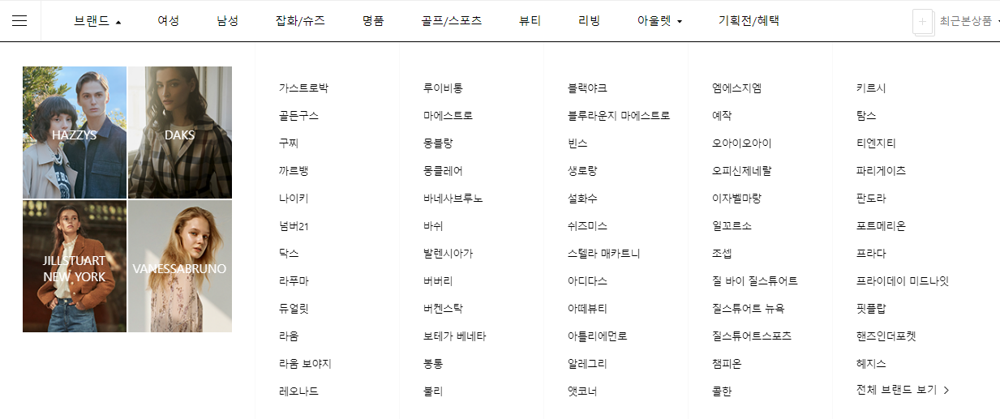 브랜드
여성
남성
잡화/슈즈
명품
골프/스포츠
뷰티
리빙
아울렛
기획전/혜택
최근본상품
HAZZYS
DAKS
JILLSTUART
NEW YORK
VANESSABRUNO
가스트로박
골든구스
구찌
까르뱅
나이키
넘버21
닥스
라푸마
듀얼릿
라움
라움 보야지
레오나드
루이비통
마에스트로
몽블랑
몽클레어
바네사브루노
바쉬
발렌시아가
버버리
버켄스탁
보테가 베네타
봉통
불리
블랙야크
블루라운지 마에스트로
빈스
생로랑
설화수
쉬즈미스
스텔라 매카트니
아디다스
아떼뷰티
아틀리에먼로
알레그리
앳코너
엠에스지엠
예작
오아이오아이
오피신제네랄
이자벨마랑
일꼬르소
조셉
질 바이 질스튜어트
질스튜어트 뉴욕
질스튜어트스포츠
챔피온
콜한
키르시
탐스
티엔지티
파리게이츠
판도라
포트메리온
프라다
프라이데이 미드나잇
핏플랍
핸즈인더포켓
헤지스
전체 브랜드 보기